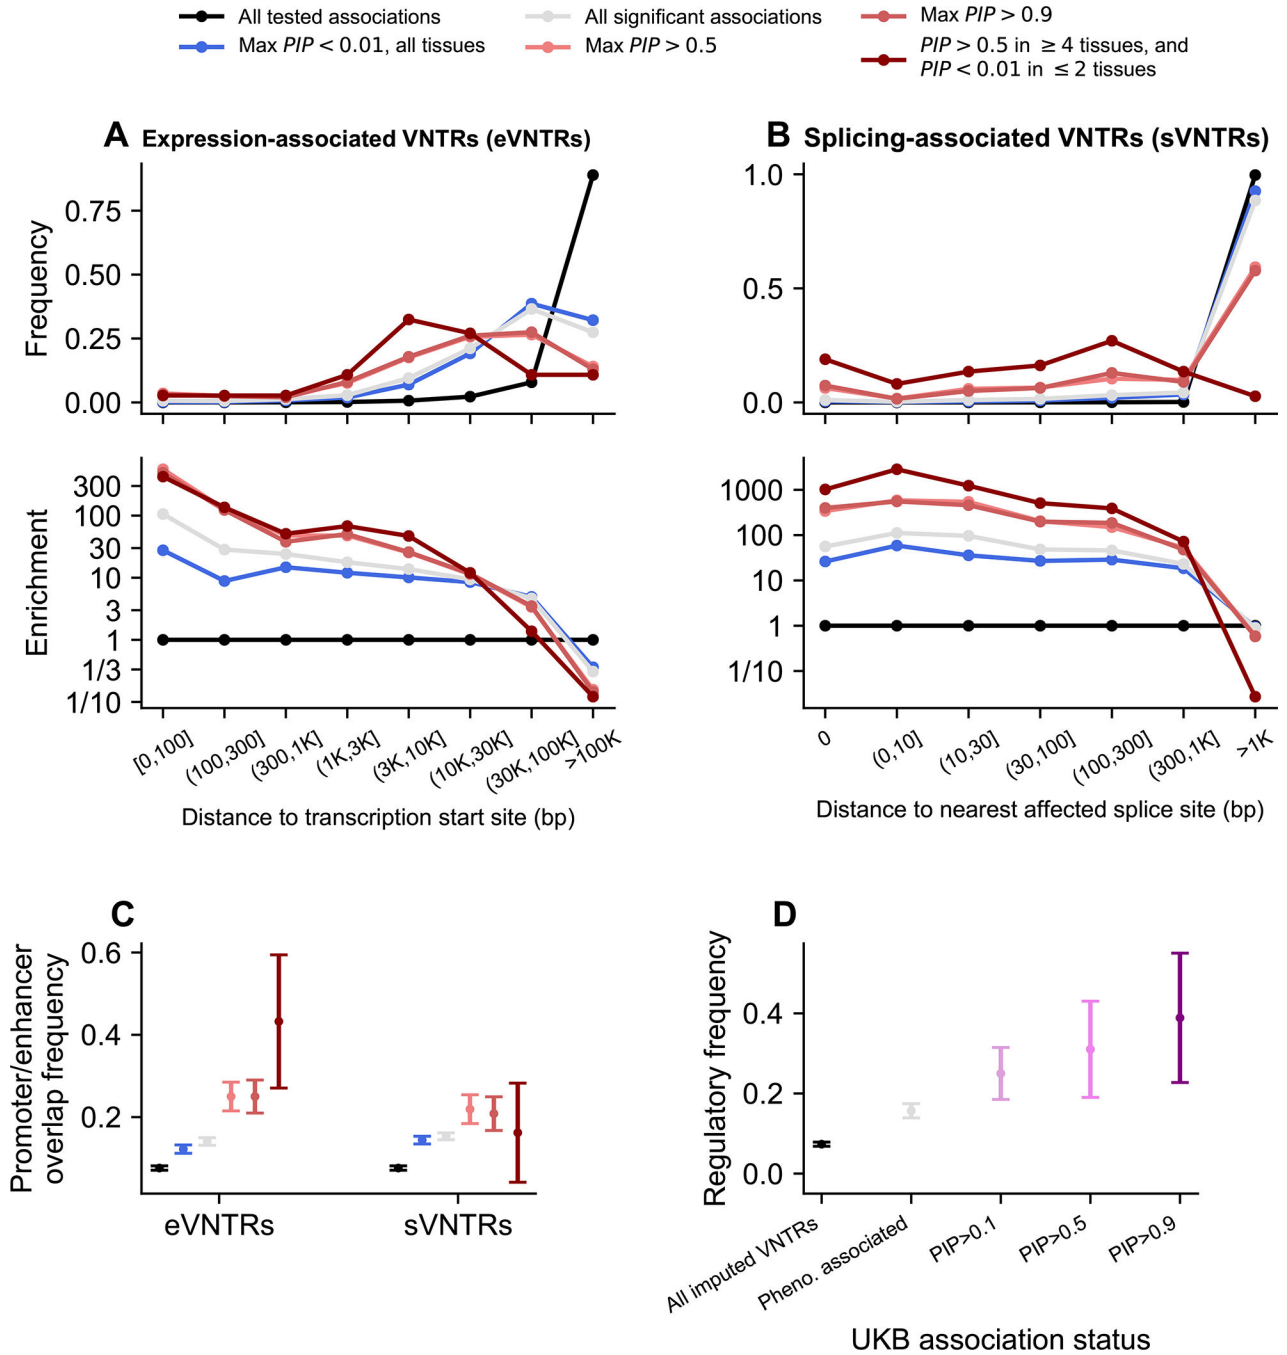 All tested associations
Max PIP < 0.01, all tissues
All significant associations
Max PIP > 0.5
Max PIP > 0.9
PIP > 0.5 in ≥ 4 tissues, and
PIP < 0.01 in ≤ 2 tissues
A Expression-associated VNTRs (eVNTRs)
Frequency
0.75
0.50
0.25
0.00
Enrichment
300
100
30
10
3
1
1/3
1/10
[0,100]
(100,300]
(300,1K]
(1K,3K]
(3K,10K]
(10K,30K]
(30K,100K]
>100K
Distance to transcription start site (bp)
B Splicing-associated VNTRs (sVNTRs)
1.0
0.5
0.0
1000
100
10
1
1/10
0
(0,10]
(10,30]
(30,100]
(100,300]
(300,1K]
>1K
Distance to nearest affected splice site (bp)
C
Promoter/enhancer
overlap frequency
0.6
0.4
0.2
eVNTRs
sVNTRs
D
Regulatory frequency
0.4
0.2
0.0
All imputed VNTRs
Pheno. associated
PIP>0.1
PIP>0.5
PIP>0.9
UKB association status